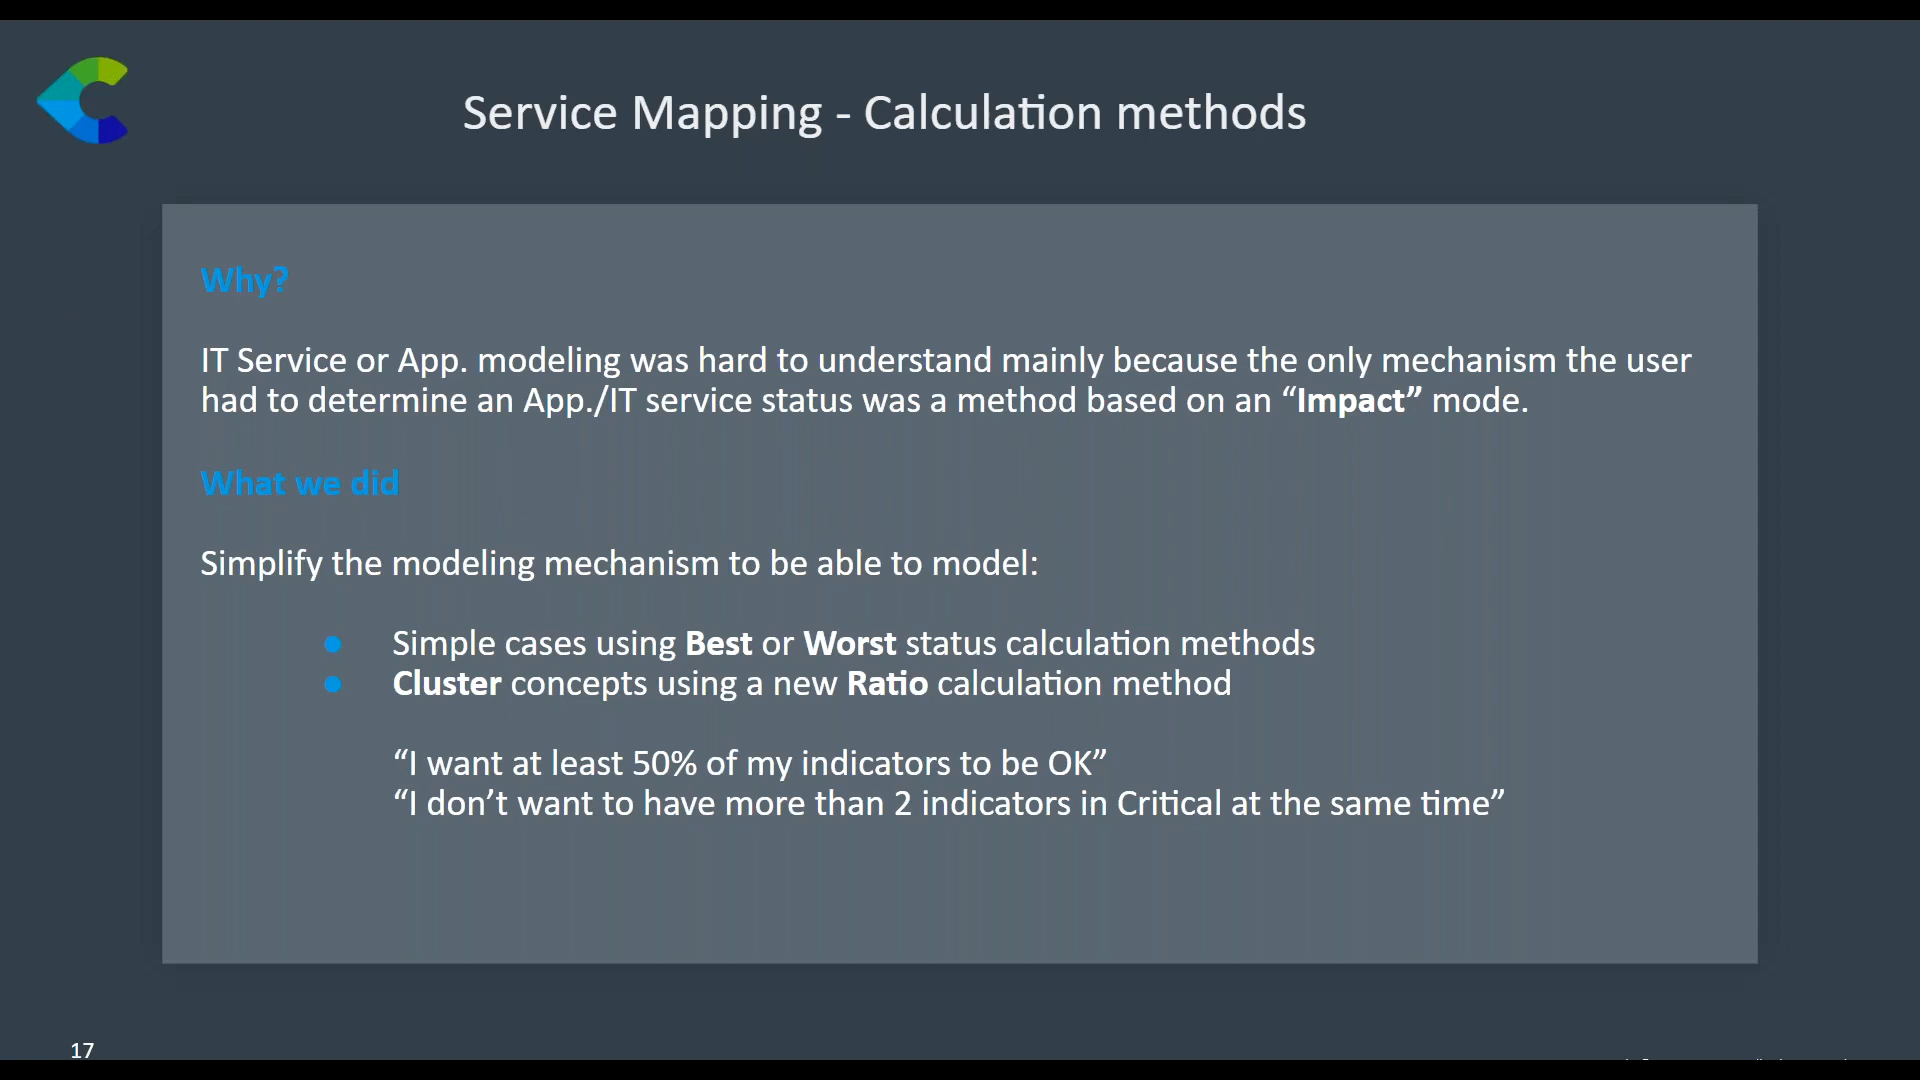 Service Mapping - Calculation methods
Why?
IT Service or App. modeling was hard to understand mainly because the only mechanism the user
had to determine an App./IT service status was a method based on an “Impact” mode.
What we did
Simplify the modeling mechanism to be able to model:
● Simple cases using Best or Worst status calculation methods
● Cluster concepts using a new Ratio calculation method
“I want at least 50% of my indicators to be OK”
“I don’t want to have more than 2 indicators in Critical at the same time”
17